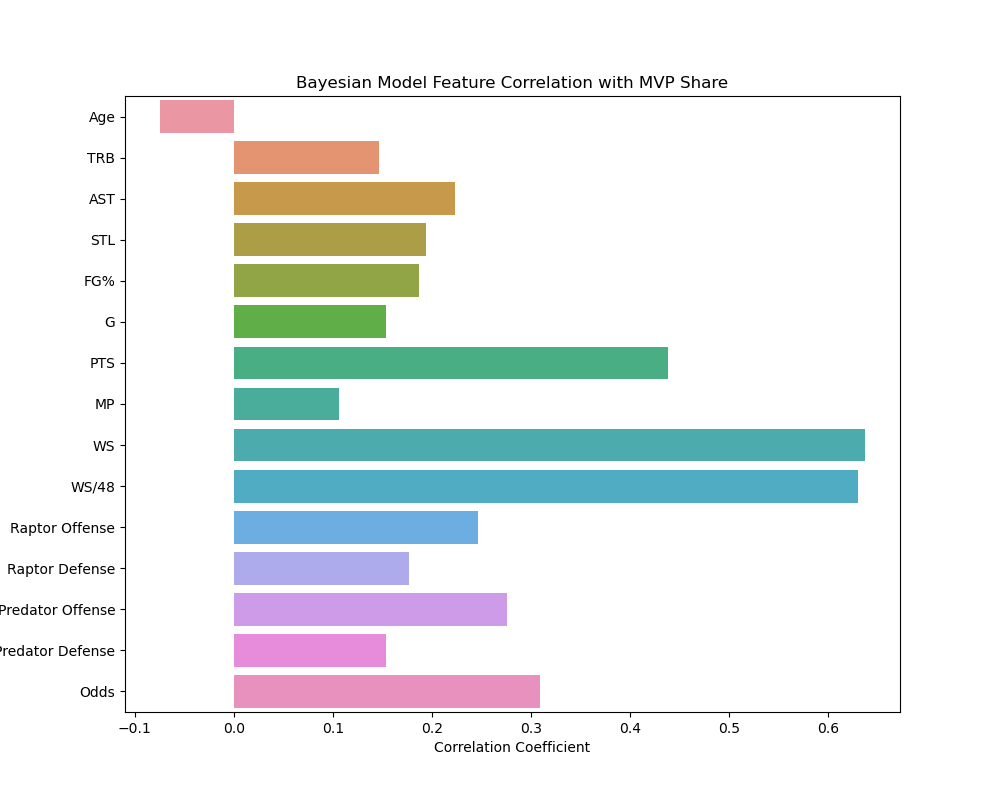 Bayesian Model Feature Correlation with MVP Share
Age
TRB
AST
STL
FG%
G
PTS
MP
WS
WS/48
Raptor Offense
Raptor Defense
Predator Offense
Predator Defense
Odds
−0.1 0.0 0.1 0.2 0.3 0.4 0.5 0.6
Correlation Coefficient